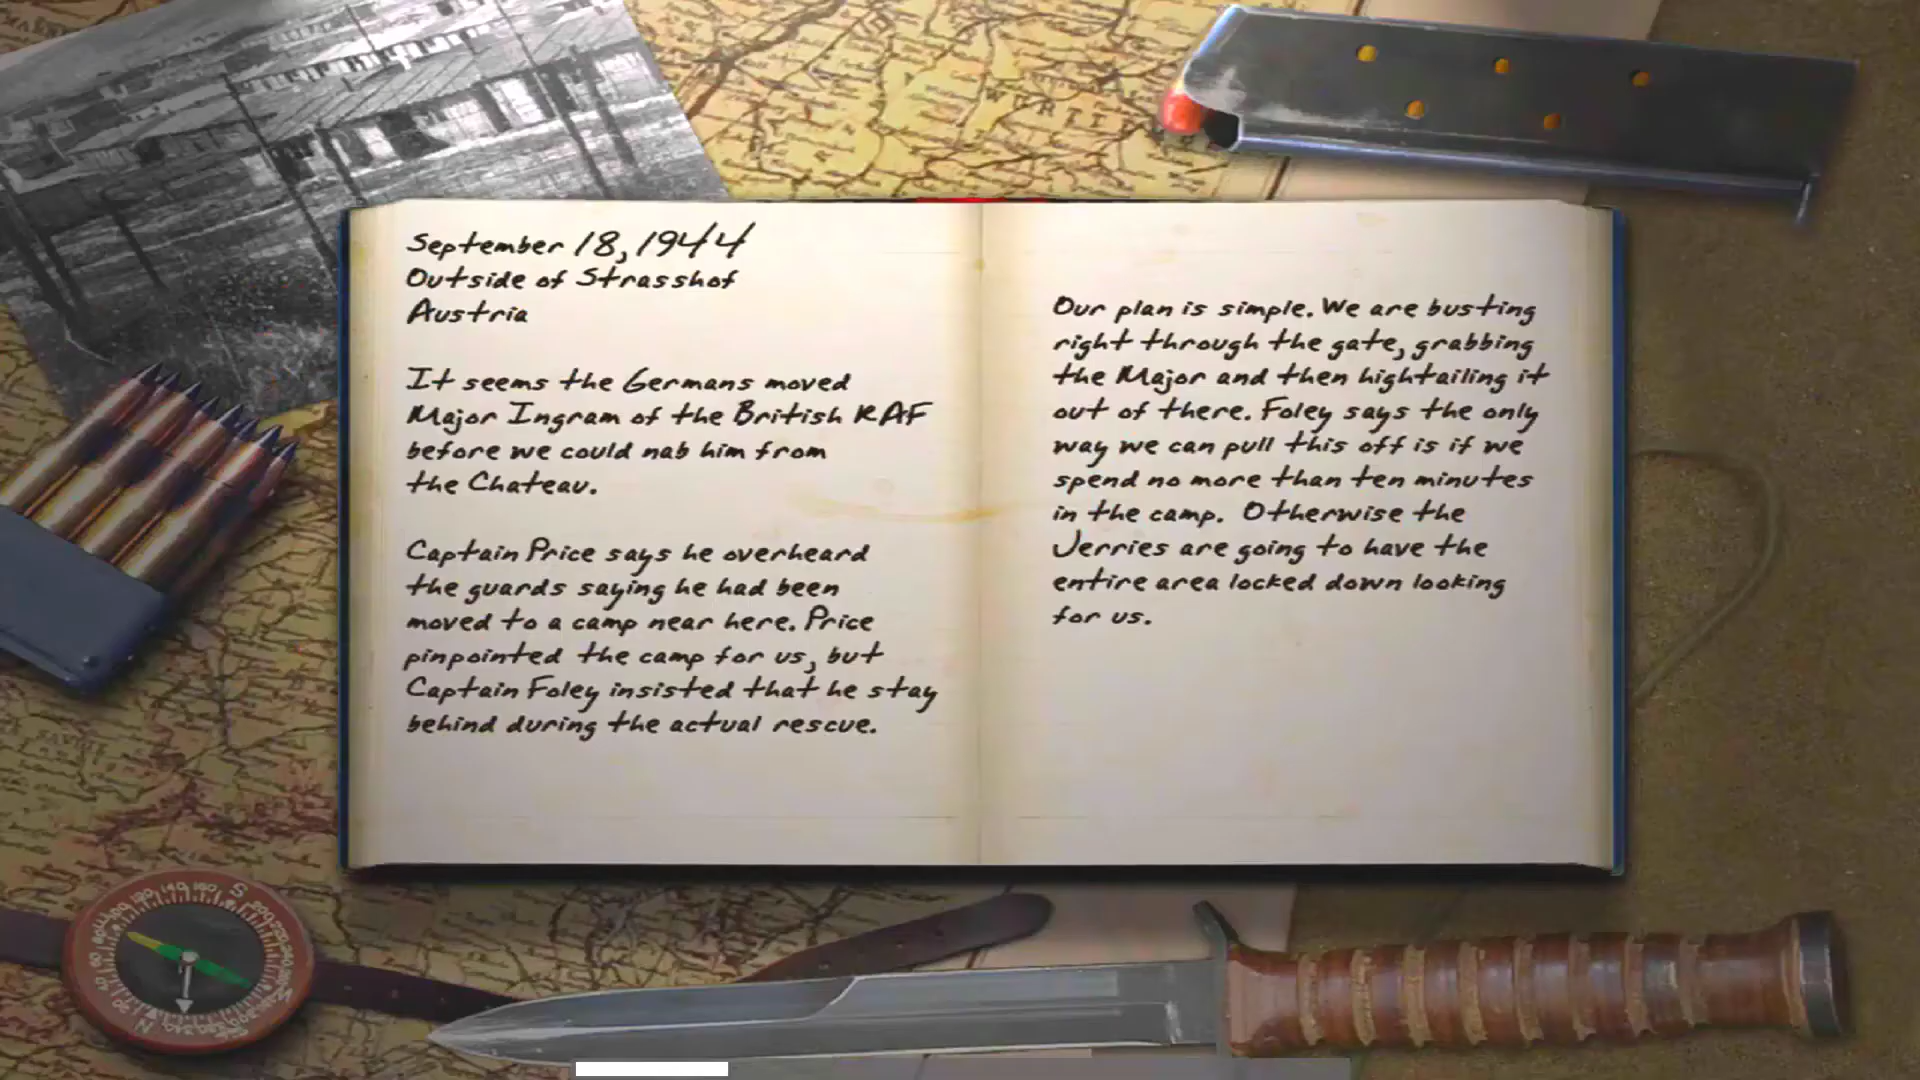 September 18, 1944
Outside of Strasshof
Austria
It seems the Germans moved
Major Ingram of the British RAF
before we could nab him from
the Chateau.
Captain Price says he overheard
the guards saying he had been
moved to a camp near here. Price
pinpointed the camp for us, but
Captain Foley insisted that he stay
behind during the actual rescue.
Our plan is simple. We are busting
right through the gate, grabbing
the Major and then hightailing it
out of there. Foley says the only
way we can pull this off is if we
spend no more than ten minutes
in the camp. Otherwise the
Jerries are going to have the
entire area locked down looking
for us.